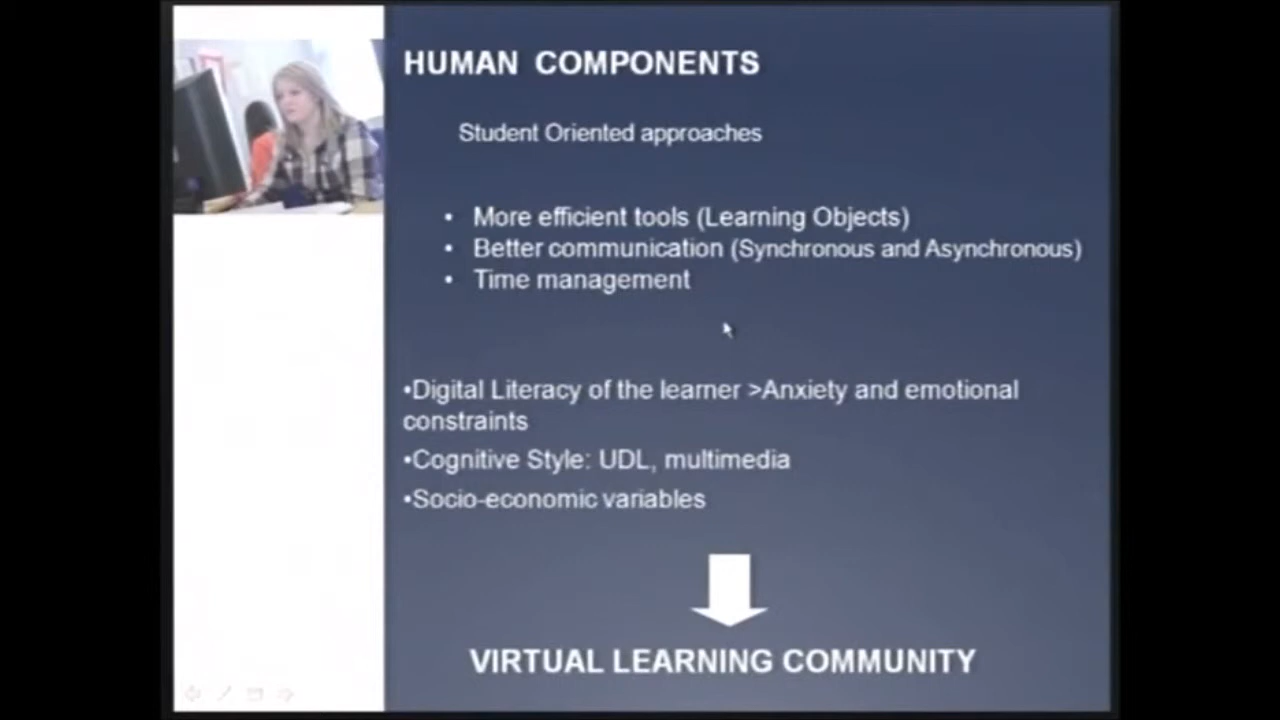 HUMAN COMPONENTS
Student Oriented approaches
• More efficient tools (Learning Objects)
• Better communication (Synchronous and Asynchronous)
• Time management
•Digital Literacy of the learner >Anxiety and emotional
constraints
•Cognitive Style: UDL, multimedia
•Socio-economic variables
VIRTUAL LEARNING COMMUNITY